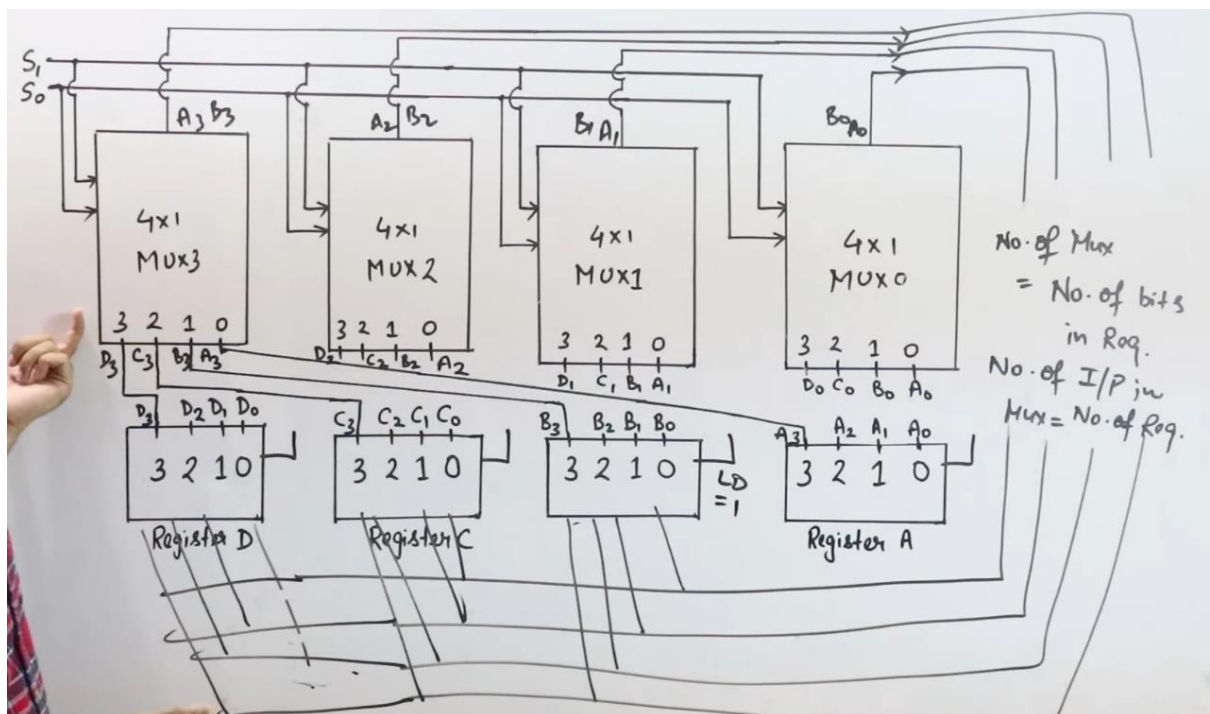 S1
S0
A3 B3
A2 B2
B1 A1
B0 A0
4x1
MUX3
4x1
MUX2
4x1
MUX1
4x1
MUX0
3 2 1 0
3 2 1 0
3 2 1 0
3 2 1 0
D3 C3 B3 A3
D2 C2 B2 A2
D1 C1 B1 A1
D0 C0 B0 A0
No. of Mux
= No. of bits
in Reg.
No. of I/P in
Mux = No. of Reg.
D3 D2 D1 D0
C3 C2 C1 C0
B3 B2 B1 B0
A3 A2 A1 A0
3 2 1 0
3 2 1 0
3 2 1 0
3 2 1 0
LD
= 1
Register D
Register C
Register A